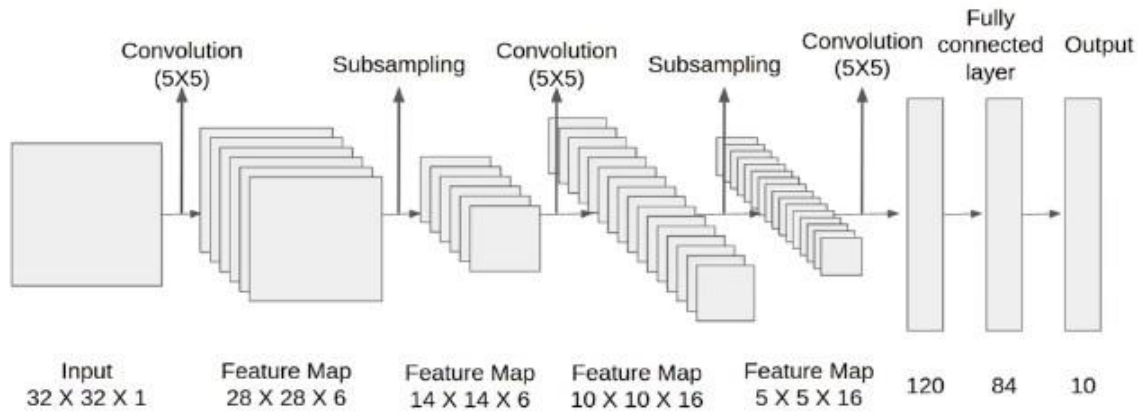 Convolution
(5X5)
Subsampling
Convolution
(5X5)
Subsampling
Convolution
(5X5)
Fully
connected
layer
Output
Input
32 X 32 X 1
Feature Map
28 X 28 X 6
Feature Map
14 X 14 X 6
Feature Map
10 X 10 X 16
Feature Map
5 X 5 X 16
120
84
10